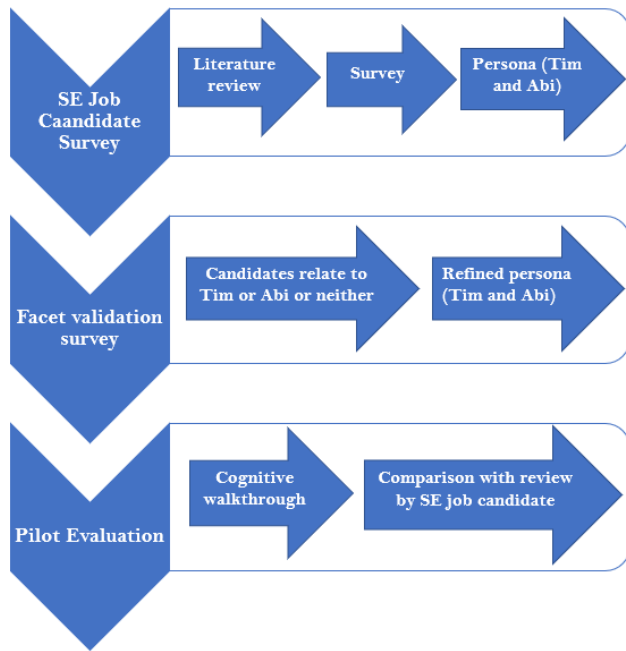 SE Job
Caandidate
Survey
Literature
review
Survey
Persona (Tim
and Abi)
Facet validation
survey
Candidates relate to
Tim or Abi or neither
Refined persona
(Tim and Abi)
Pilot Evaluation
Cognitive
walkthrough
Comparison with review
by SE job candidate